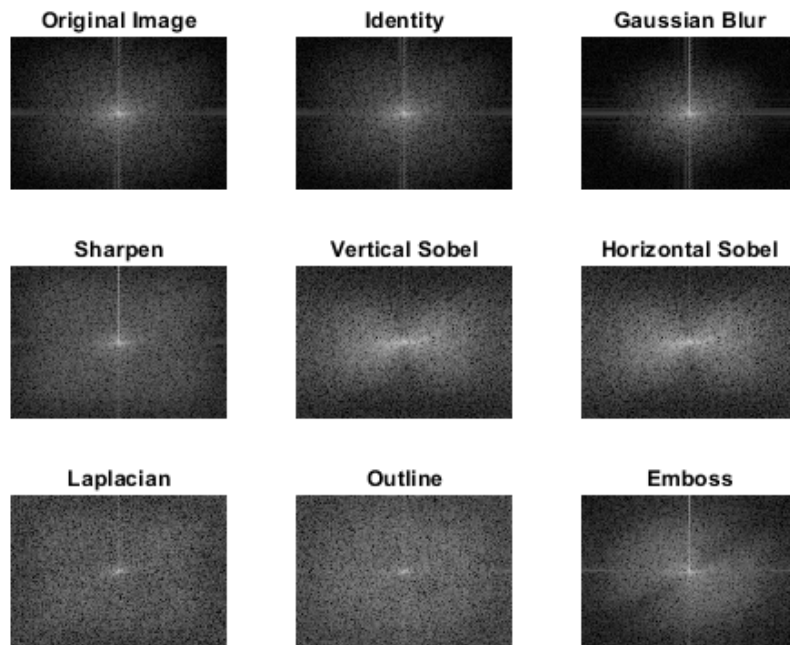 Original Image
Identity
Gaussian Blur
Sharpen
Vertical Sobel
Horizontal Sobel
Laplacian
Outline
Emboss